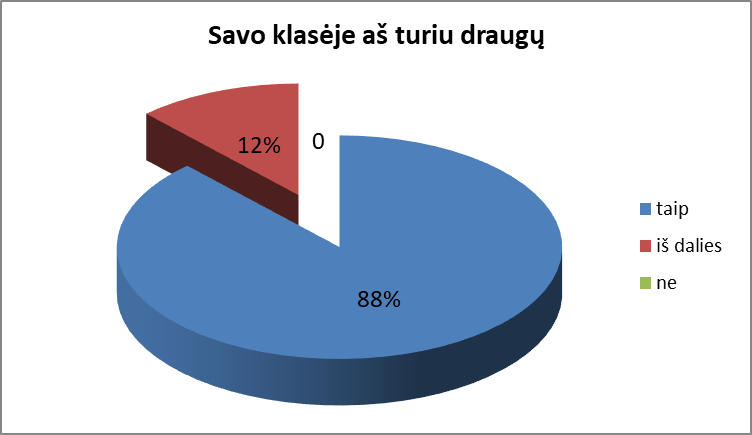 Savo klasėje aš turiu draugų
12%
0
88%
taip
iš dalies
ne